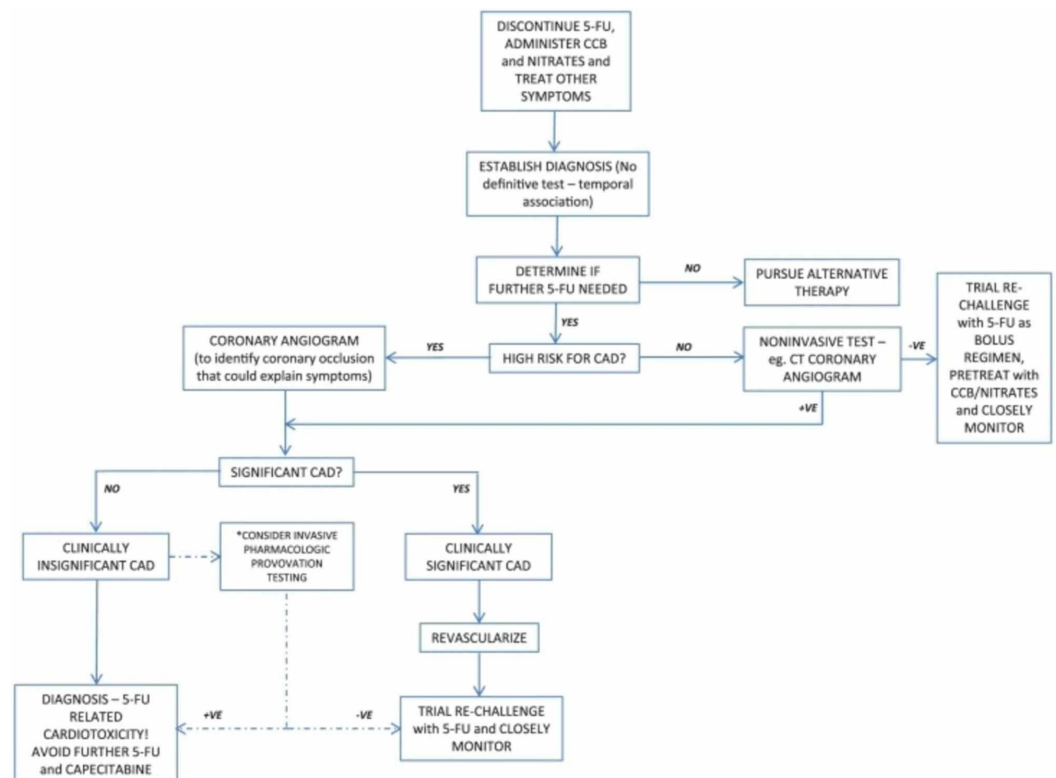 DISCONTINUE 5-FU,
ADMINISTER CCB
and NITRATES and
TREAT OTHER
SYMPTOMS
ESTABLISH DIAGNOSIS (No
definitive test – temporal
association)
DETERMINE IF
FURTHER 5-FU NEEDED
NO
PURSUE ALTERNATIVE
THERAPY
YES
CORONARY ANGIOGRAM
(to identify coronary occlusion
that could explain symptoms)
YES
HIGH RISK FOR CAD?
NO
NONINVASIVE TEST –
eg. CT CORONARY
ANGIOGRAM
-VE
TRIAL RE-
CHALLENGE
with 5-FU as
BOLUS
REGIMEN,
PRETREAT with
CCB/NITRATES
and CLOSELY
MONITOR
+VE
SIGNIFICANT CAD?
NO
YES
CLINICALLY
INSIGNIFICANT CAD
*CONSIDER INVASIVE
PHARMACOLOGIC
PROVOVATION
TESTING
CLINICALLY
SIGNIFICANT CAD
REVASCULARIZE
DIAGNOSIS – 5-FU
RELATED
CARDIOTOXICITY!
AVOID FURTHER 5-FU
and CAPECITABINE
+VE
-VE
TRIAL RE-CHALLENGE
with 5-FU and CLOSELY
MONITOR